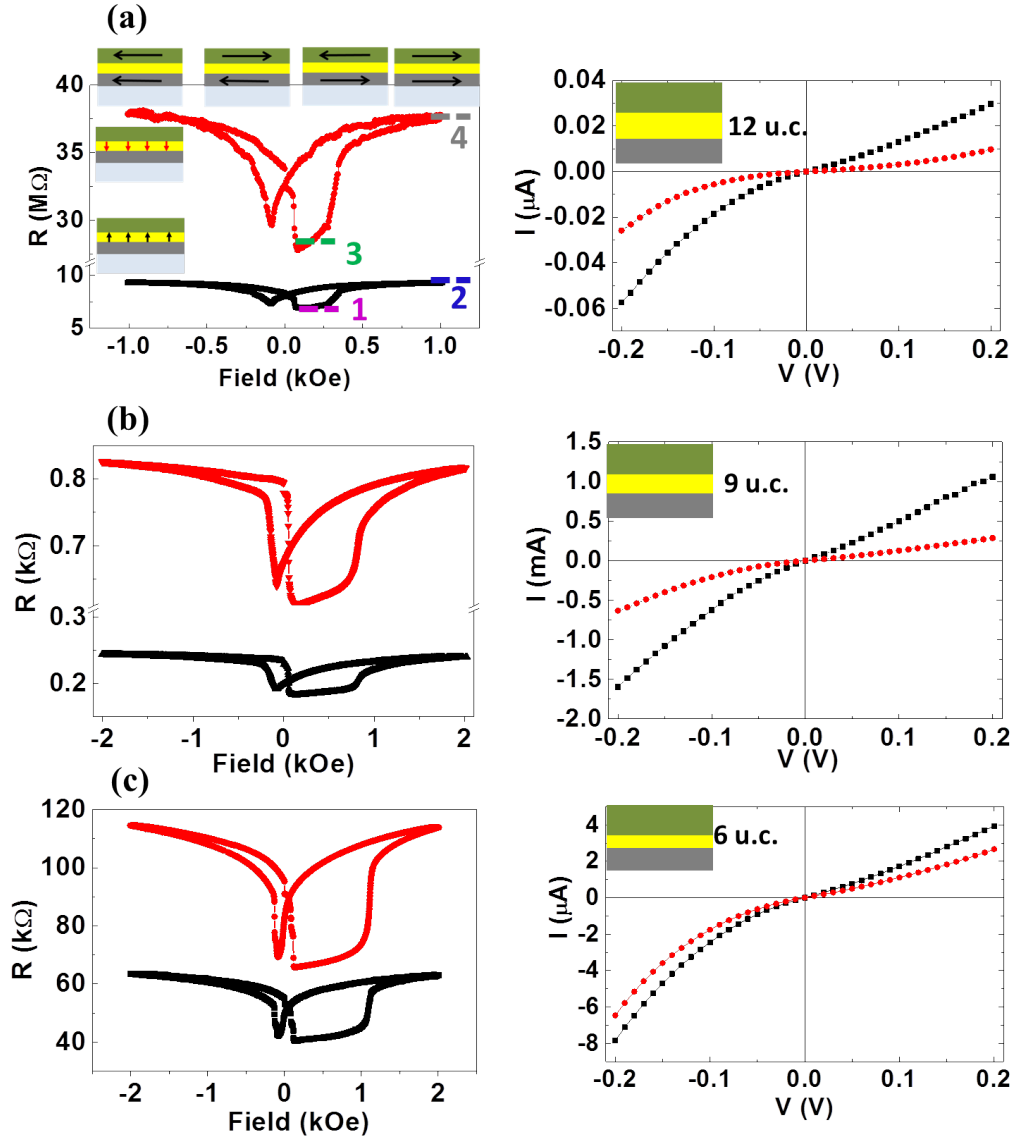 (a)
40
35
30
10
5
R (MΩ)
4
3
2
1
-1.0 -0.5 0.0 0.5 1.0
Field (kOe)
0.04
0.02
0.00
-0.02
-0.04
-0.06
I (μA)
12 u.c.
-0.2 -0.1 0.0 0.1 0.2
V (V)
(b)
0.8
0.7
0.3
0.2
R (kΩ)
-2 -1 0 1 2
Field (kOe)
1.5
1.0
0.5
0.0
-0.5
-1.0
-1.5
-2.0
I (mA)
9 u.c.
-0.2 -0.1 0.0 0.1 0.2
V (V)
(c)
120
100
80
60
40
R (kΩ)
-2 -1 0 1 2
Field (kOe)
4
2
0
-2
-4
-6
-8
I (μA)
6 u.c.
-0.2 -0.1 0.0 0.1 0.2
V (V)